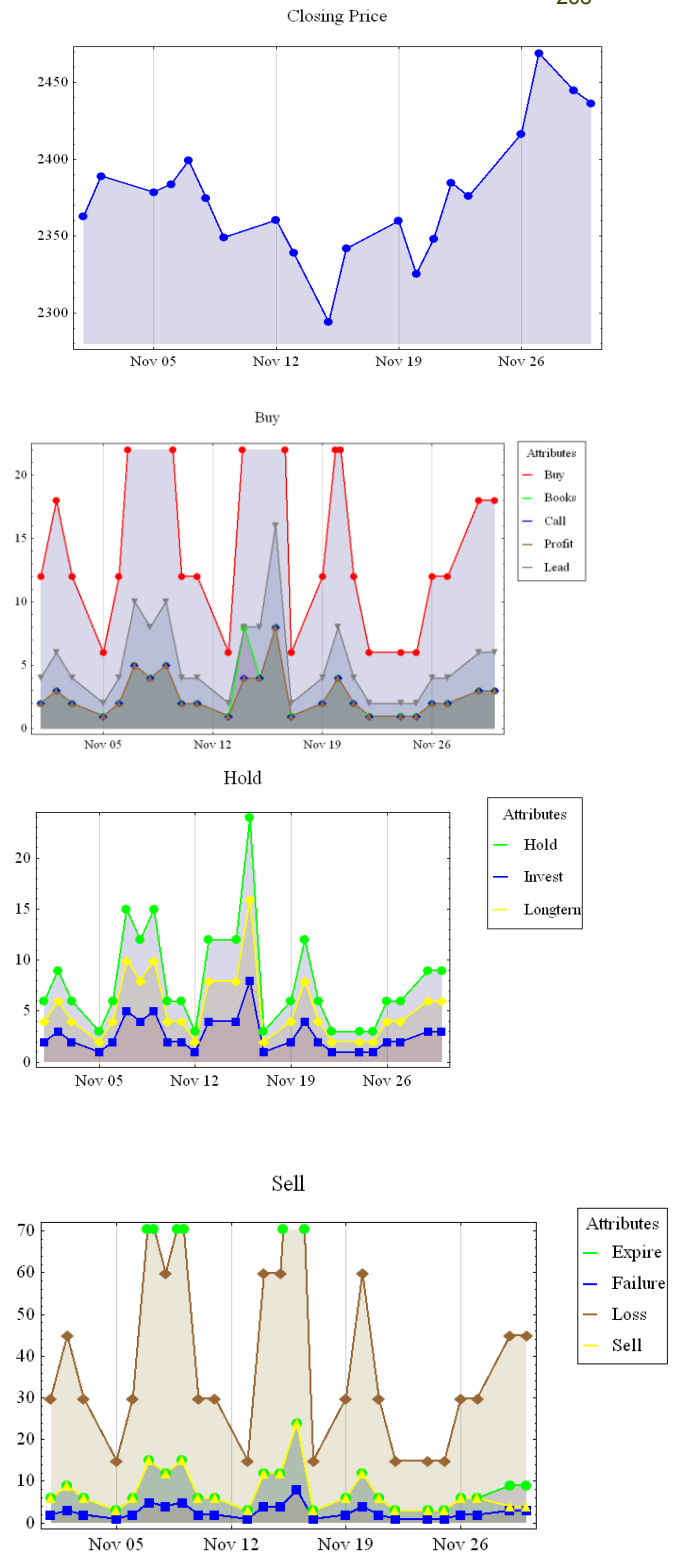 Closing Price
2450
2400
2350
2300
Nov 05 Nov 12 Nov 19 Nov 26
Buy
20
15
10
5
0
Nov 05 Nov 12 Nov 19 Nov 26
Attributes
Buy
Books
Call
Profit
Lead
Hold
20
15
10
5
0
Nov 05 Nov 12 Nov 19 Nov 26
Attributes
Hold
Invest
Longtern
Sell
70
60
50
40
30
20
10
0
Nov 05 Nov 12 Nov 19 Nov 26
Attributes
Expire
Failure
Loss
Sell